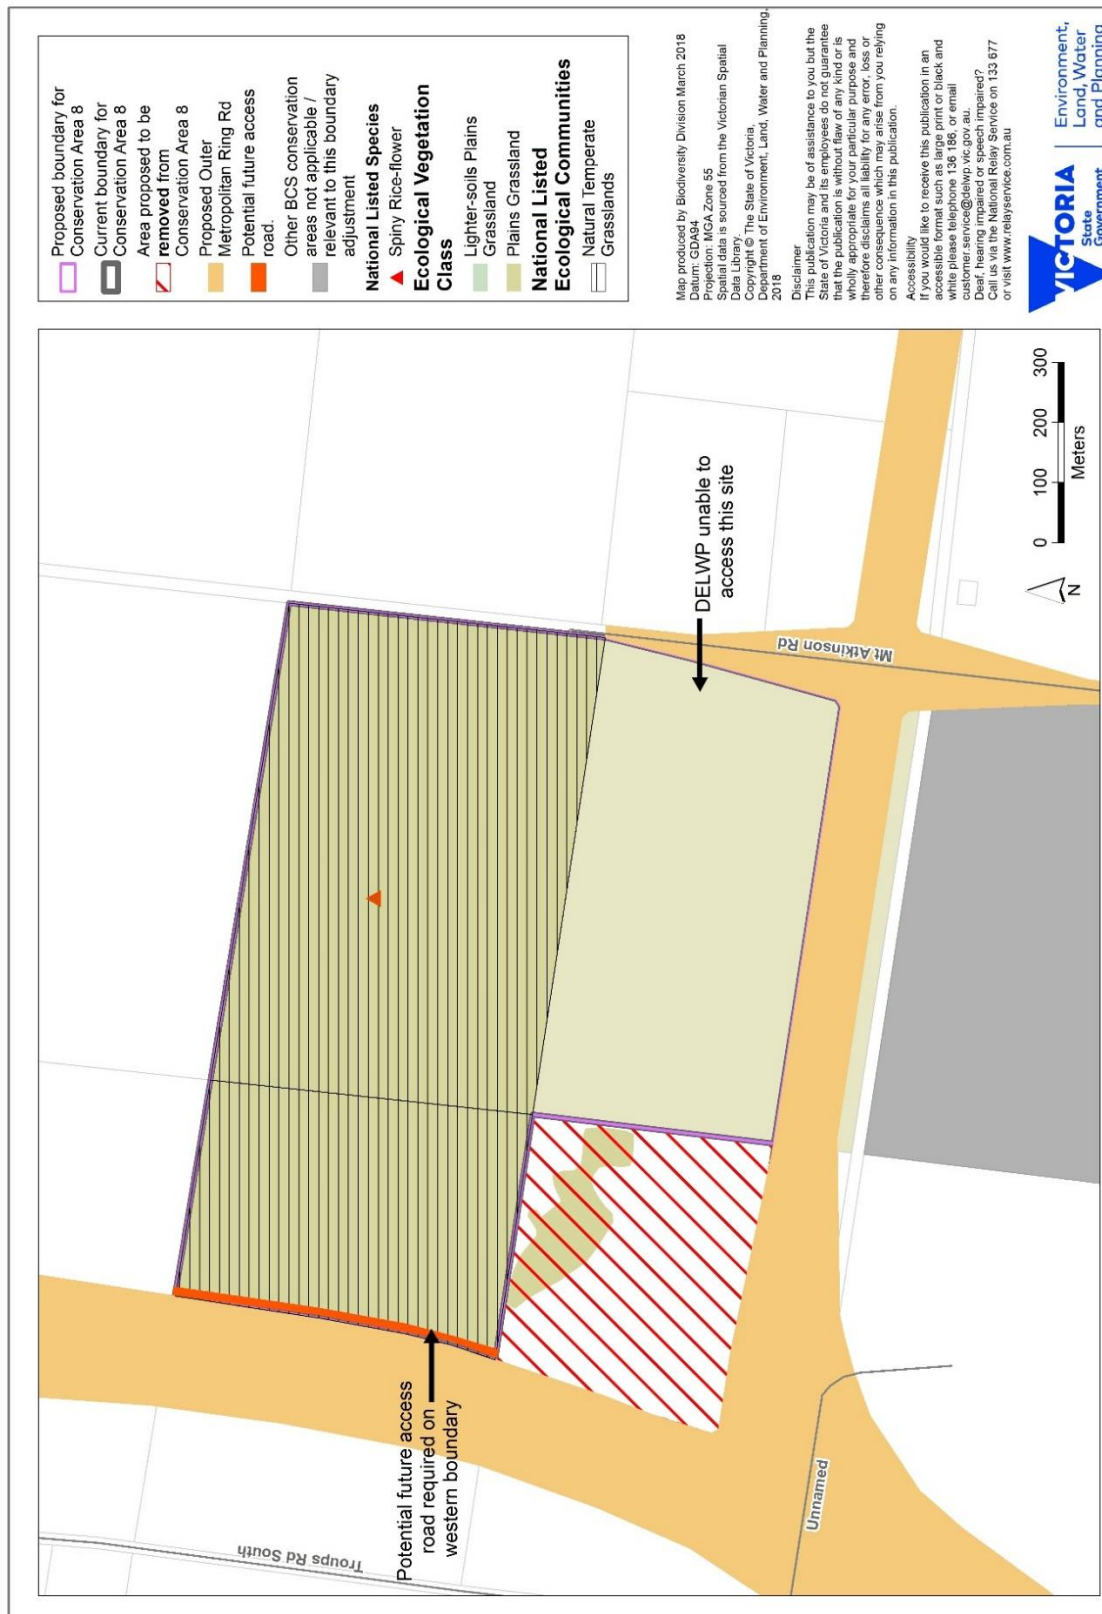 Proposed boundary for
Conservation Area 8
Current boundary for
Conservation Area 8
Area proposed to be
removed from
Conservation Area 8
Proposed Outer
Metropolitan Ring Rd
Potential future access
road.
Other BCS conservation
areas not applicable /
relevant to this boundary
adjustment
National Listed Species
Spiny Rice-flower
Ecological Vegetation
Class
Lighter-soils Plains
Grassland
Plains Grassland
National Listed
Ecological Communities
Natural Temperate
Grasslands
Map produced by Biodiversity Division March 2018
Datum: GDA94
Projection: MGA Zone 55
Spatial data is sourced from the Victorian Spatial
Data Library.
Copyright © The State of Victoria,
Department of Environment, Land, Water and Planning,
2018
Disclaimer
This publication may be of assistance to you but the
State of Victoria and its employees do not guarantee
that the publication is without flaw of any kind or is
wholly appropriate for your particular purpose and
therefore disclaims all liability for any error, loss or
other consequence which may arise from you relying
on any information in this publication.
Accessibility
If you would like to receive this publication in an
accessible format such as large print or black and
white please telephone 136 186, or email
customer.service@delwp.vic.gov.au.
Deaf, hearing impaired or speech impaired?
Call us via the National Relay Service on 133 677
or visit www.relayservice.com.au
VICTORIA
State
Government
Environment,
Land, Water
and Planning
Potential future access
road required on
western boundary
DELWP unable to
access this site
Troups Rd South
Mt Atkinson Rd
Unnamed
N
0 100 200 300
Meters